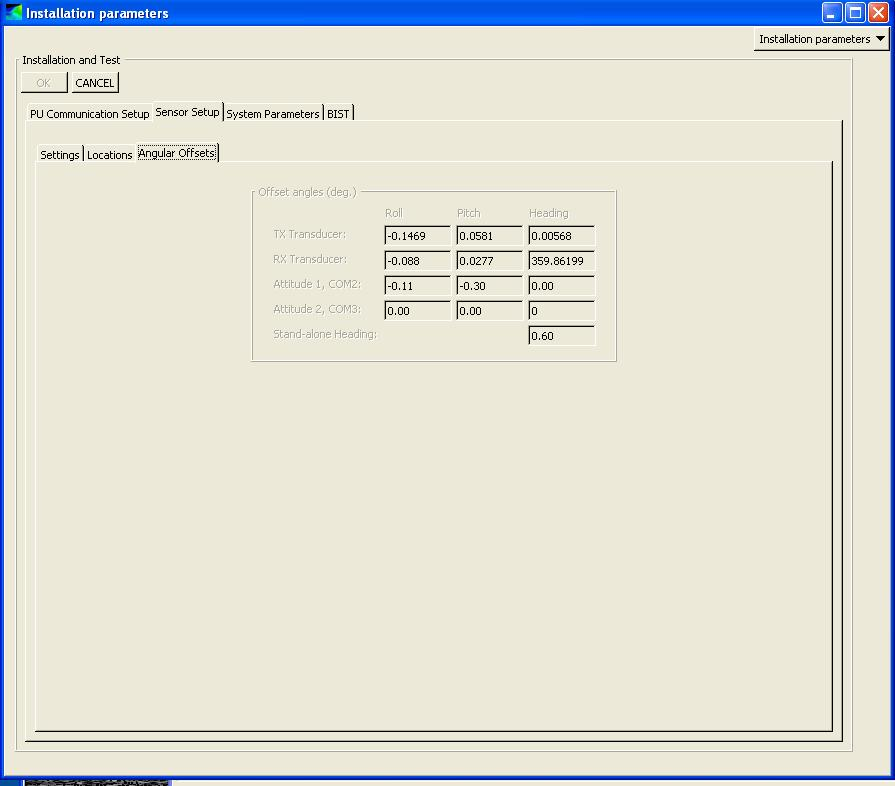 Installation parameters
Installation parameters
Installation and Test
OK CANCEL
PU Communication Setup Sensor Setup System Parameters BIST
Settings Locations Angular Offsets
Offset angles (deg.)
Roll Pitch Heading
TX Transducer: -0.1469 0.0581 0.00568
RX Transducer: -0.088 0.0277 359.86199
Attitude 1, COM2: -0.11 -0.30 0.00
Attitude 2, COM3: 0.00 0.00 0
Stand-alone Heading: 0.60